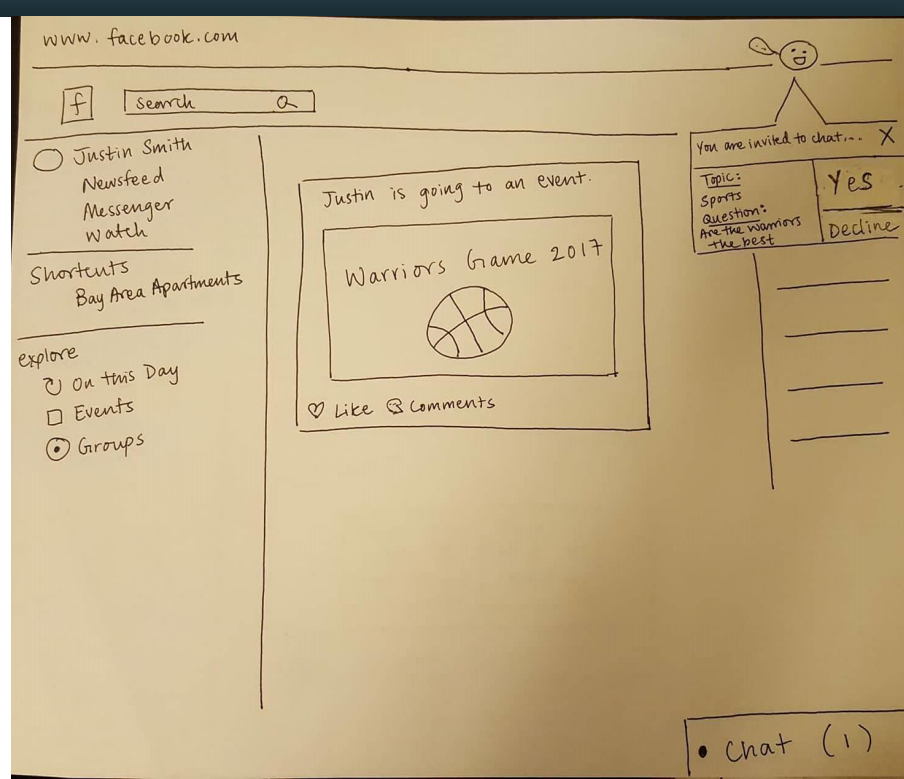 www.facebook.com
f
Search
Justin Smith
Newsfeed
Messenger
Watch
Shortcuts
Bay Area Apartments
explore
On this Day
Events
Groups
Justin is going to an event.
Warriors Game 2017
Like Comments
You are invited to chat... X
Topic:
Sports
Question:
Are the Warriors
the best
Yes
Decline
• Chat (1)